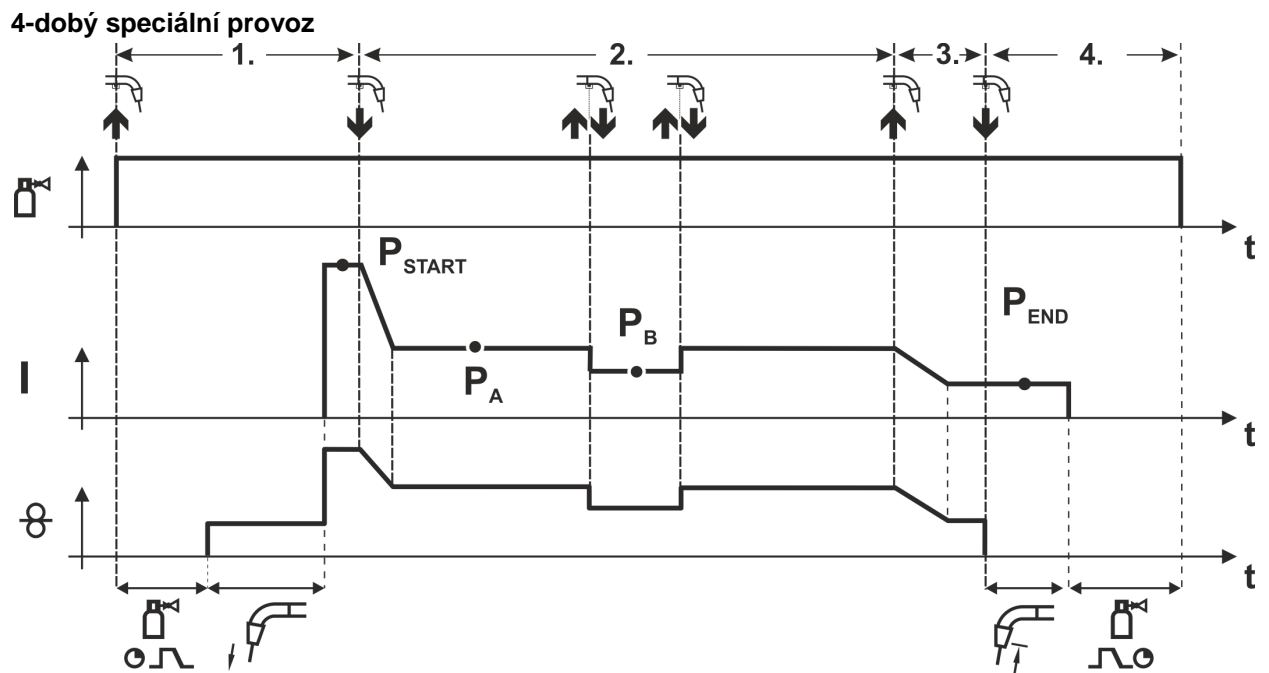 4-dobý speciální provoz
1. 2. 3. 4.
t
P START
P END
P B
P A
I
t
t